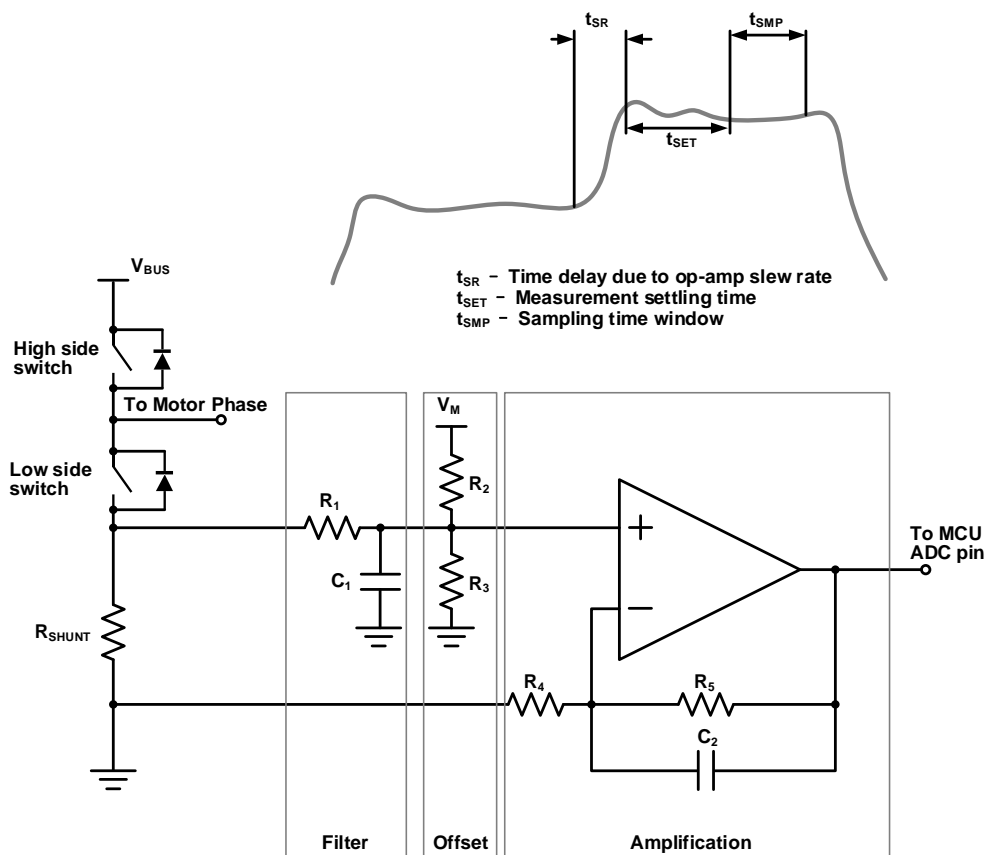 tSR
tSMP
tSET
tSR – Time delay due to op-amp slew rate
tSET – Measurement settling time
tSMP – Sampling time window
VBUS
High side
switch
To Motor Phase
Low side
switch
VM
R2
R1
C1
R3
RSHUNT
+
−
To MCU
ADC pin
R4
R5
C2
Filter
Offset
Amplification